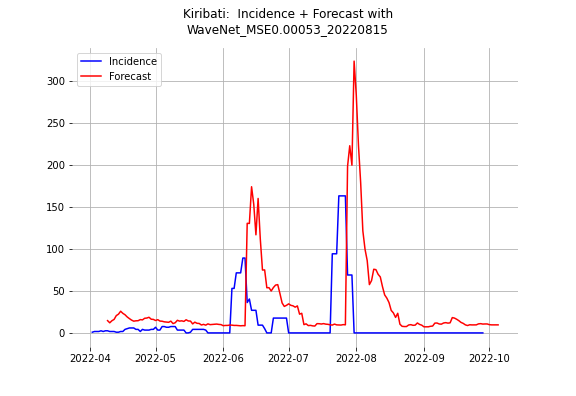 Kiribati:  Incidence + Forecast with
WaveNet_MSE0.00053_20220815
Incidence
Forecast
300
250
200
150
100
50
0
2022-04 2022-05 2022-06 2022-07 2022-08 2022-09 2022-10